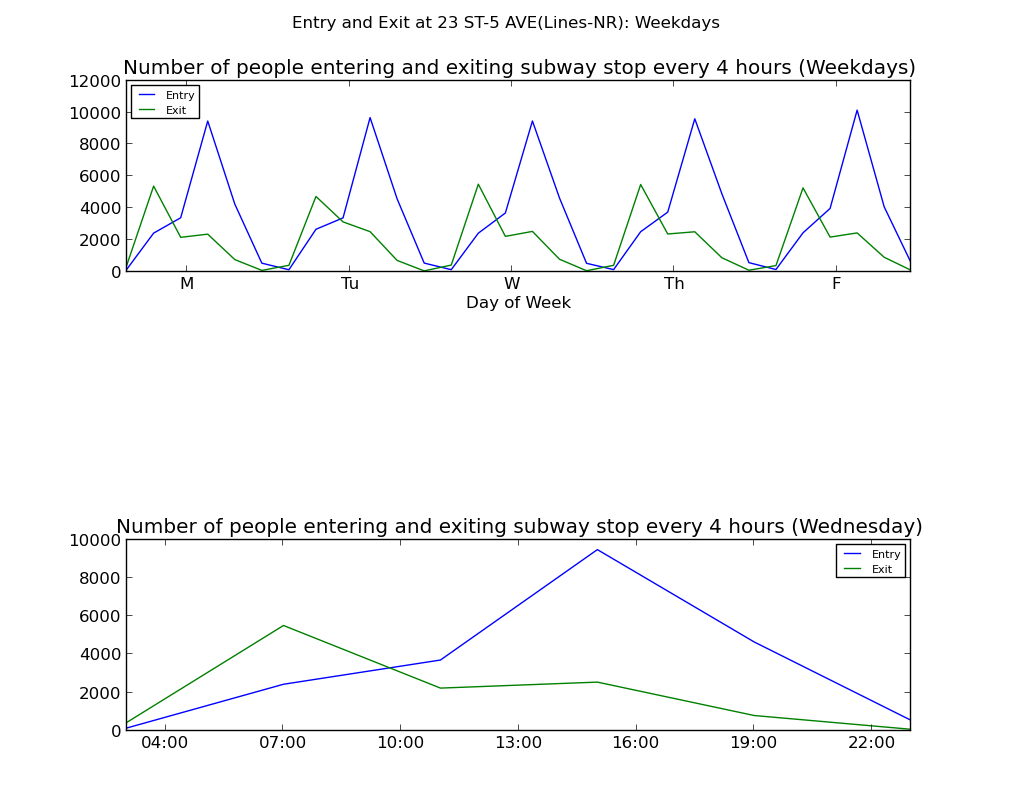 Entry and Exit at 23 ST-5 AVE(Lines-NR): Weekdays
Number of people entering and exiting subway stop every 4 hours (Weekdays)
12000
10000
8000
6000
4000
2000
0
Entry
Exit
M Tu W Th F
Day of Week
Number of people entering and exiting subway stop every 4 hours (Wednesday)
10000
8000
6000
4000
2000
0
Entry
Exit
04:00 07:00 10:00 13:00 16:00 19:00 22:00